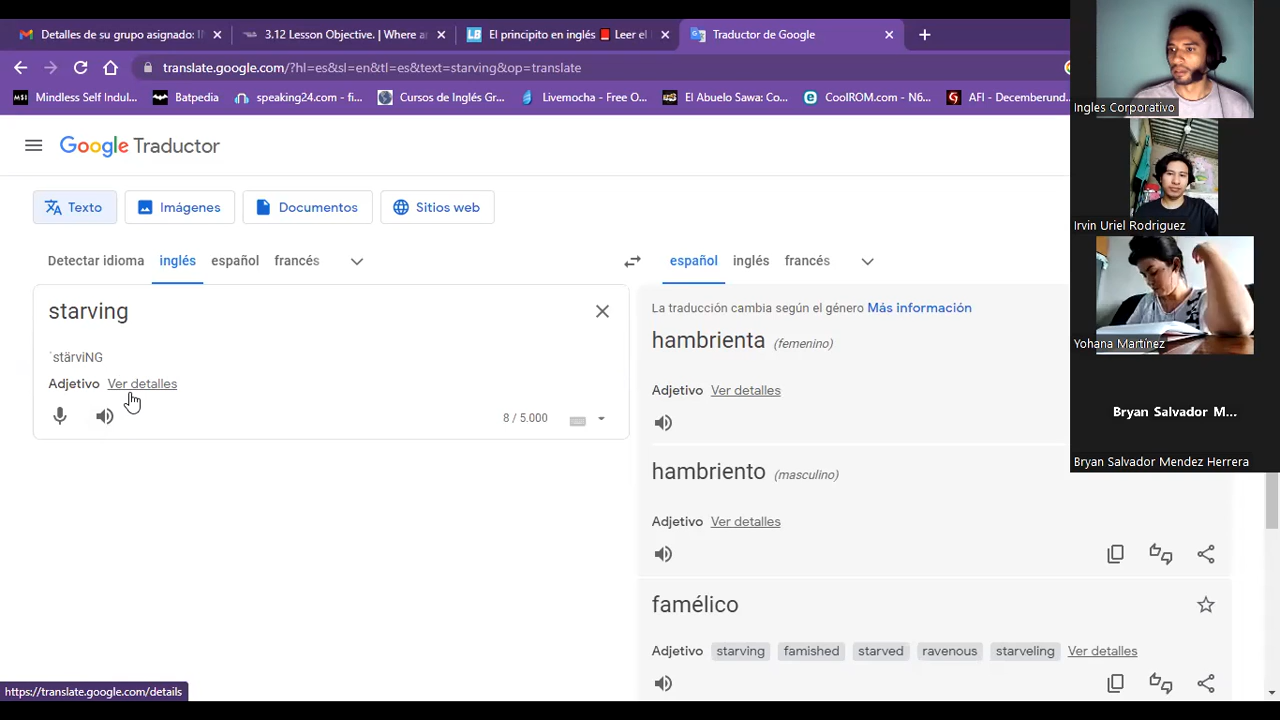 Detalles de su grupo asignado: I
3.12 Lesson Objective. | Where a
El principito en inglés 📕 Leer el
Traductor de Google
translate.google.com/?hl=es&sl=en&tl=es&text=starving&op=translate
Mindless Self Indul...
Batpedia
speaking24.com - fi...
Cursos de Inglés Gr...
Livemocha - Free O...
El Abuelo Sawa: Co...
CoolROM.com - N6...
AFI - Decemberund...
Google Traductor
Texto
Imágenes
Documentos
Sitios web
Detectar idioma
inglés
español
francés
español
inglés
francés
starving
ˈstärviNG
Adjetivo Ver detalles
8 / 5.000
La traducción cambia según el género Más información
hambrienta (femenino)
Adjetivo Ver detalles
hambriento (masculino)
Adjetivo Ver detalles
famélico
Adjetivo starving famished starved ravenous starveling Ver detalles
https://translate.google.com/details
Ingles Corporativo
Irvin Uriel Rodriguez
Yohana Martínez
Bryan Salvador M...
Bryan Salvador Mendez Herrera